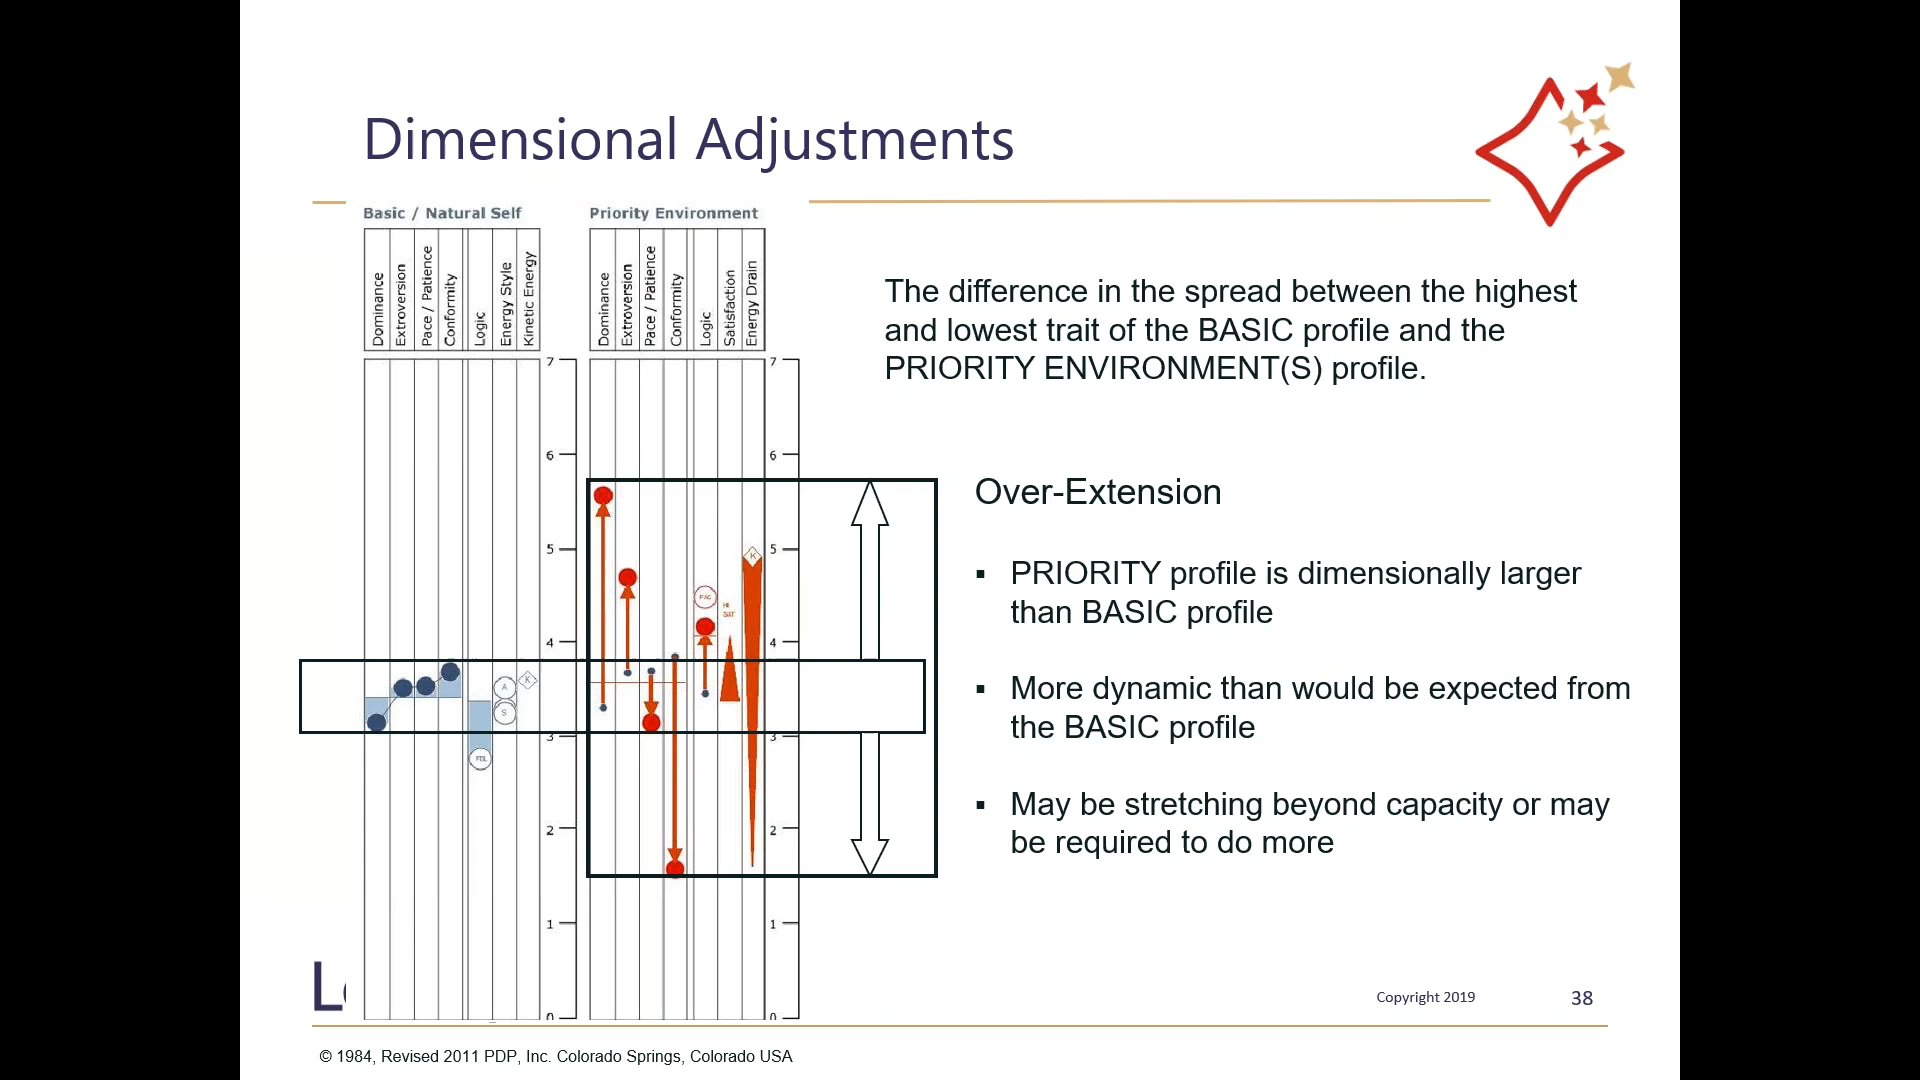 Dimensional Adjustments
Basic / Natural Self
Priority Environment
Dominance
Extroversion
Pace / Patience
Conformity
Logic
Energy Style
Kinetic Energy
Dominance
Extroversion
Pace / Patience
Conformity
Logic
Satisfaction
Energy Drain
7
6
5
4
3
2
1
0
7
6
5
4
3
2
1
0
A
S
K
FEL
FAC
HI
SAT
K
The difference in the spread between the highest
and lowest trait of the BASIC profile and the
PRIORITY ENVIRONMENT(S) profile.
Over-Extension
▪ PRIORITY profile is dimensionally larger
than BASIC profile
▪ More dynamic than would be expected from
the BASIC profile
▪ May be stretching beyond capacity or may
be required to do more
Copyright 2019
38
© 1984, Revised 2011 PDP, Inc. Colorado Springs, Colorado USA